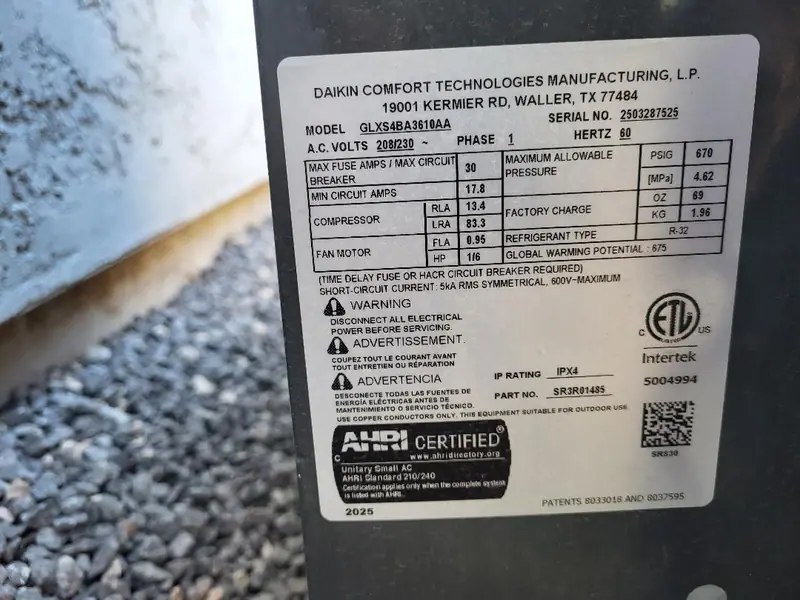 DAIKIN COMFORT TECHNOLOGIES MANUFACTURING, L.P.
19001 KERMIER RD, WALLER, TX 77484
MODEL GLXS4BA3610AA SERIAL NO. 2503287525
A.C. VOLTS 208/230 ~ PHASE 1 HERTZ 60
MAX FUSE AMPS / MAX CIRCUIT BREAKER 30
MIN CIRCUIT AMPS 17.8
COMPRESSOR RLA 13.4
LRA 83.3
FAN MOTOR FLA 0.95
HP 1/6
MAXIMUM ALLOWABLE PRESSURE PSIG 670
[MPa] 4.62
FACTORY CHARGE OZ 69
KG 1.96
REFRIGERANT TYPE R-32
GLOBAL WARMING POTENTIAL : 675
(TIME DELAY FUSE OR HACR CIRCUIT BREAKER REQUIRED)
SHORT-CIRCUIT CURRENT: 5kA RMS SYMMETRICAL, 600V~MAXIMUM
WARNING
DISCONNECT ALL ELECTRICAL
POWER BEFORE SERVICING.
ADVERTISSEMENT.
COUPEZ TOUT LE COURANT AVANT
TOUT ENTRETIEN OU RÉPARATION
ADVERTENCIA
DESCONECTE TODAS LAS FUENTES DE
ENERGÍA ELÉCTRICAS ANTES DE
MANTENIMIENTO O SERVICIO TÉCNICO.
USE COPPER CONDUCTORS ONLY. THIS EQUIPMENT SUITABLE FOR OUTDOOR USE.
IP RATING IPX4
PART NO. SR3R01485
C ETL US
Intertek
5004994
SR830
AHRI CERTIFIED®
C www.ahridirectory.org
Unitary Small AC
AHRI Standard 210/240
Certification applies only when the complete system
is listed with AHRI.
2025
PATENTS 8033018 AND 8037595